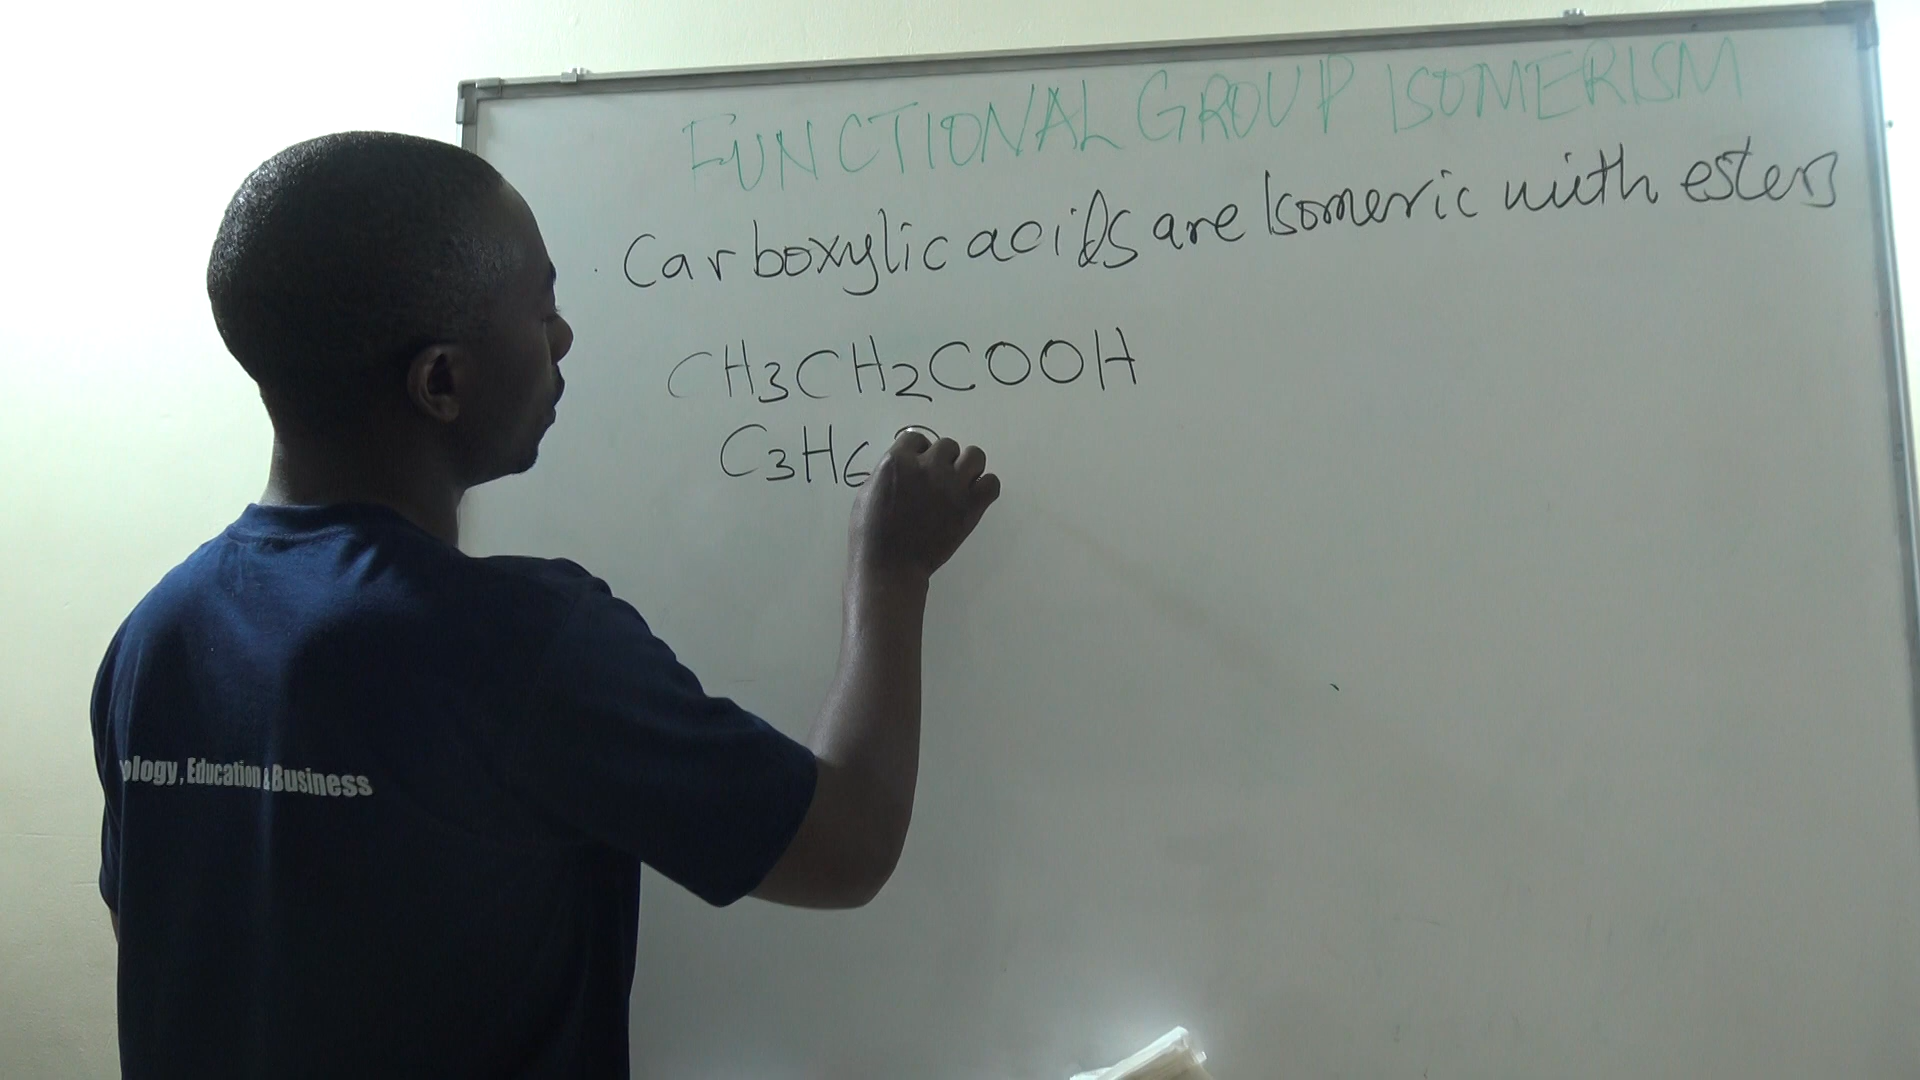 FUNCTIONAL GROUP ISOMERISM
Carboxylic acids are Isomeric with esters
CH3CH2COOH
C3H6
ology, Education & Business